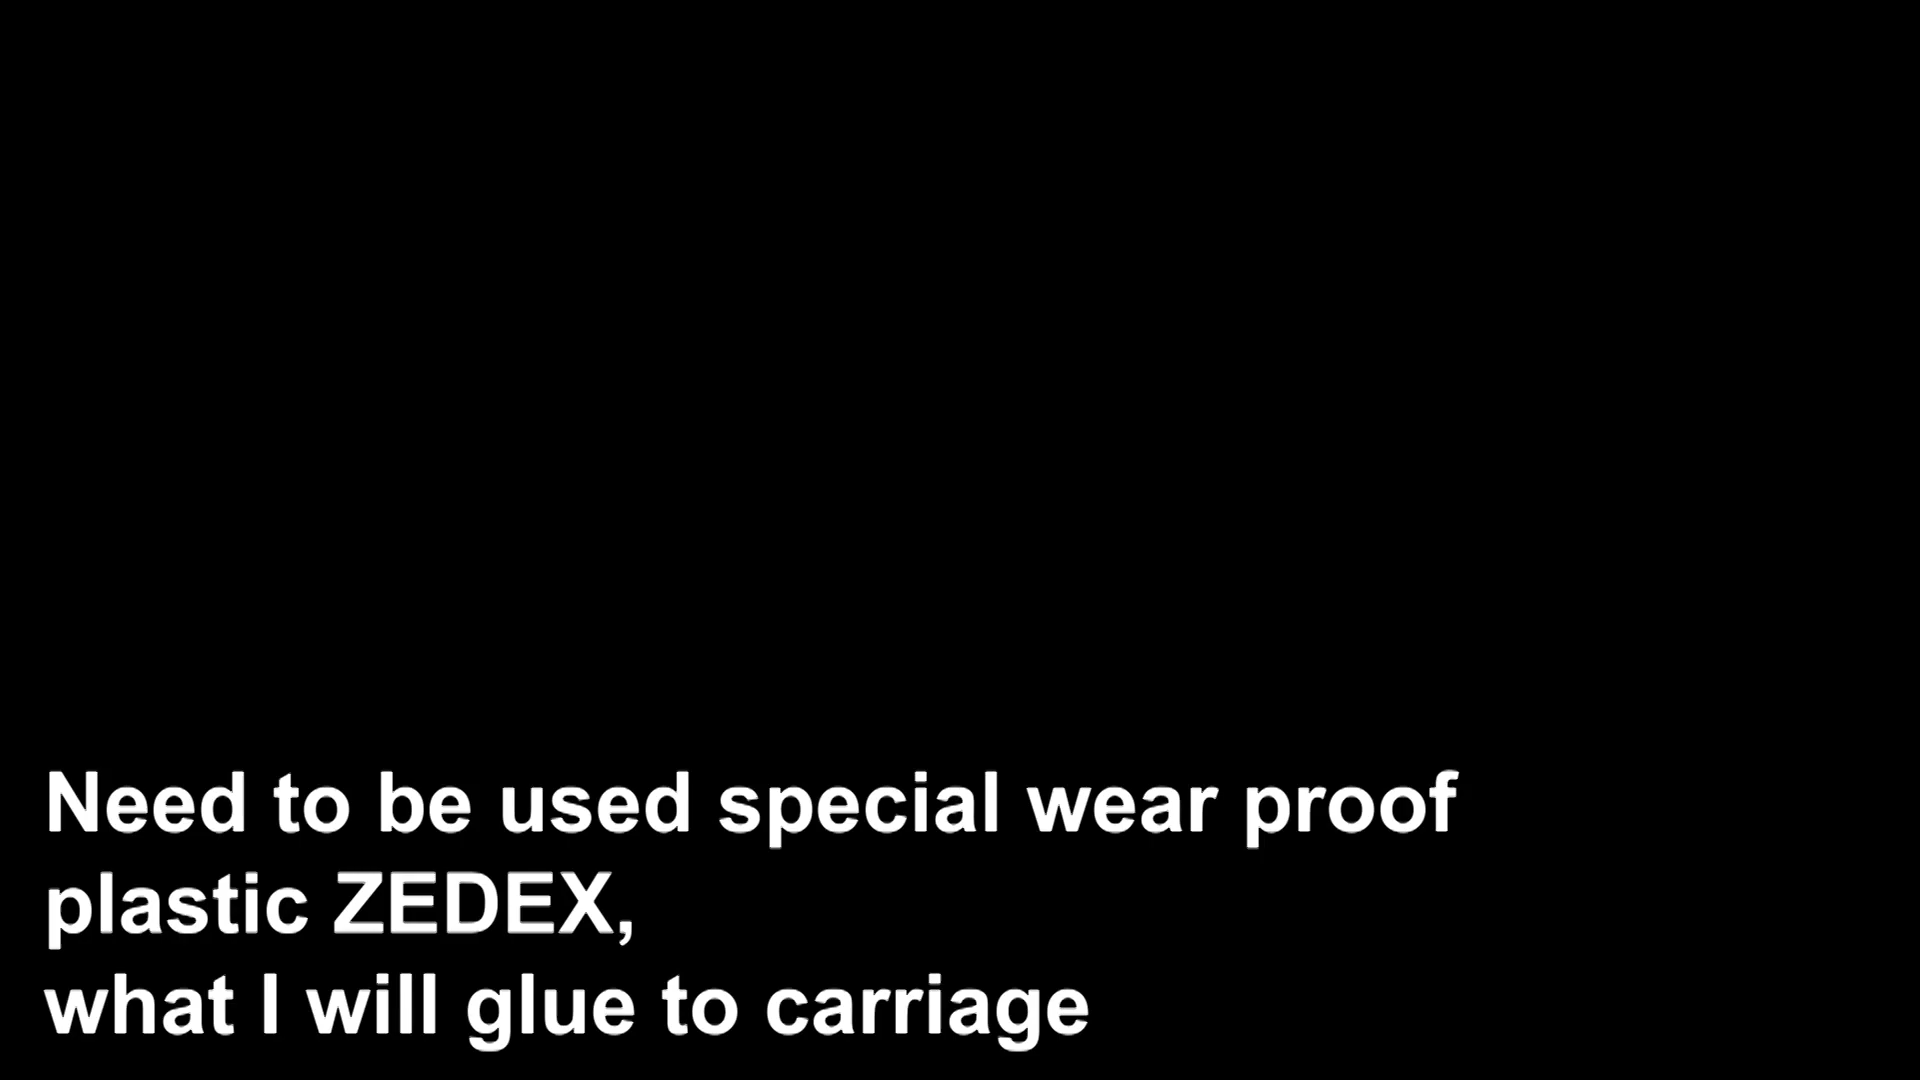 Need to be used special wear proof
plastic ZEDEX,
what I will glue to carriage